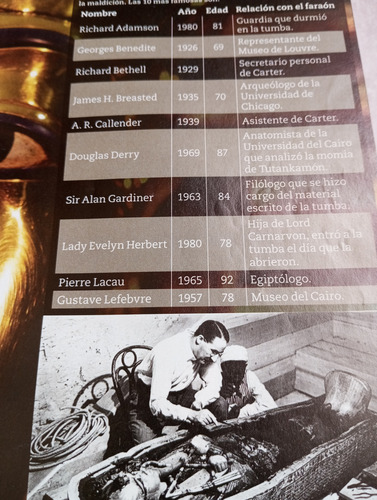 la maldición. Las 10 más famosas son:
Nombre Año Edad Relación con el faraón
Richard Adamson 1980 81 Guardia que durmió
en la tumba.
Georges Benedite 1926 69 Representante del
Museo de Louvre.
Richard Bethell 1929 Secretario personal
de Carter.
James H. Breasted 1935 70 Arqueólogo de la
Universidad de
Chicago.
A. R. Callender 1939 Asistente de Carter.
Douglas Derry 1969 87 Anatomista de la
Universidad del Cairo
que analizó la momia
de Tutankamón.
Sir Alan Gardiner 1963 84 Filólogo que se hizo
cargo del material
escrito de la tumba.
Lady Evelyn Herbert 1980 78 Hija de Lord
Carnarvon, entró a la
tumba el día que la
abrieron.
Pierre Lacau 1965 92 Egiptólogo.
Gustave Lefebvre 1957 78 Museo del Cairo.